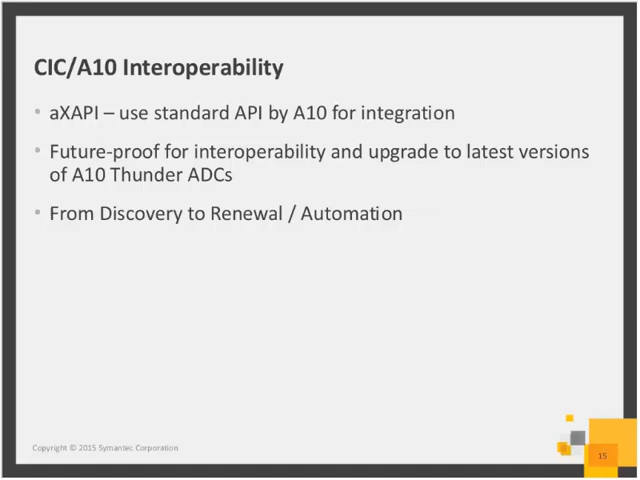 CIC/A10 Interoperability
• aXAPI – use standard API by A10 for integration
• Future-proof for interoperability and upgrade to latest versions
of A10 Thunder ADCs
• From Discovery to Renewal / Automation
Copyright © 2015 Symantec Corporation
15